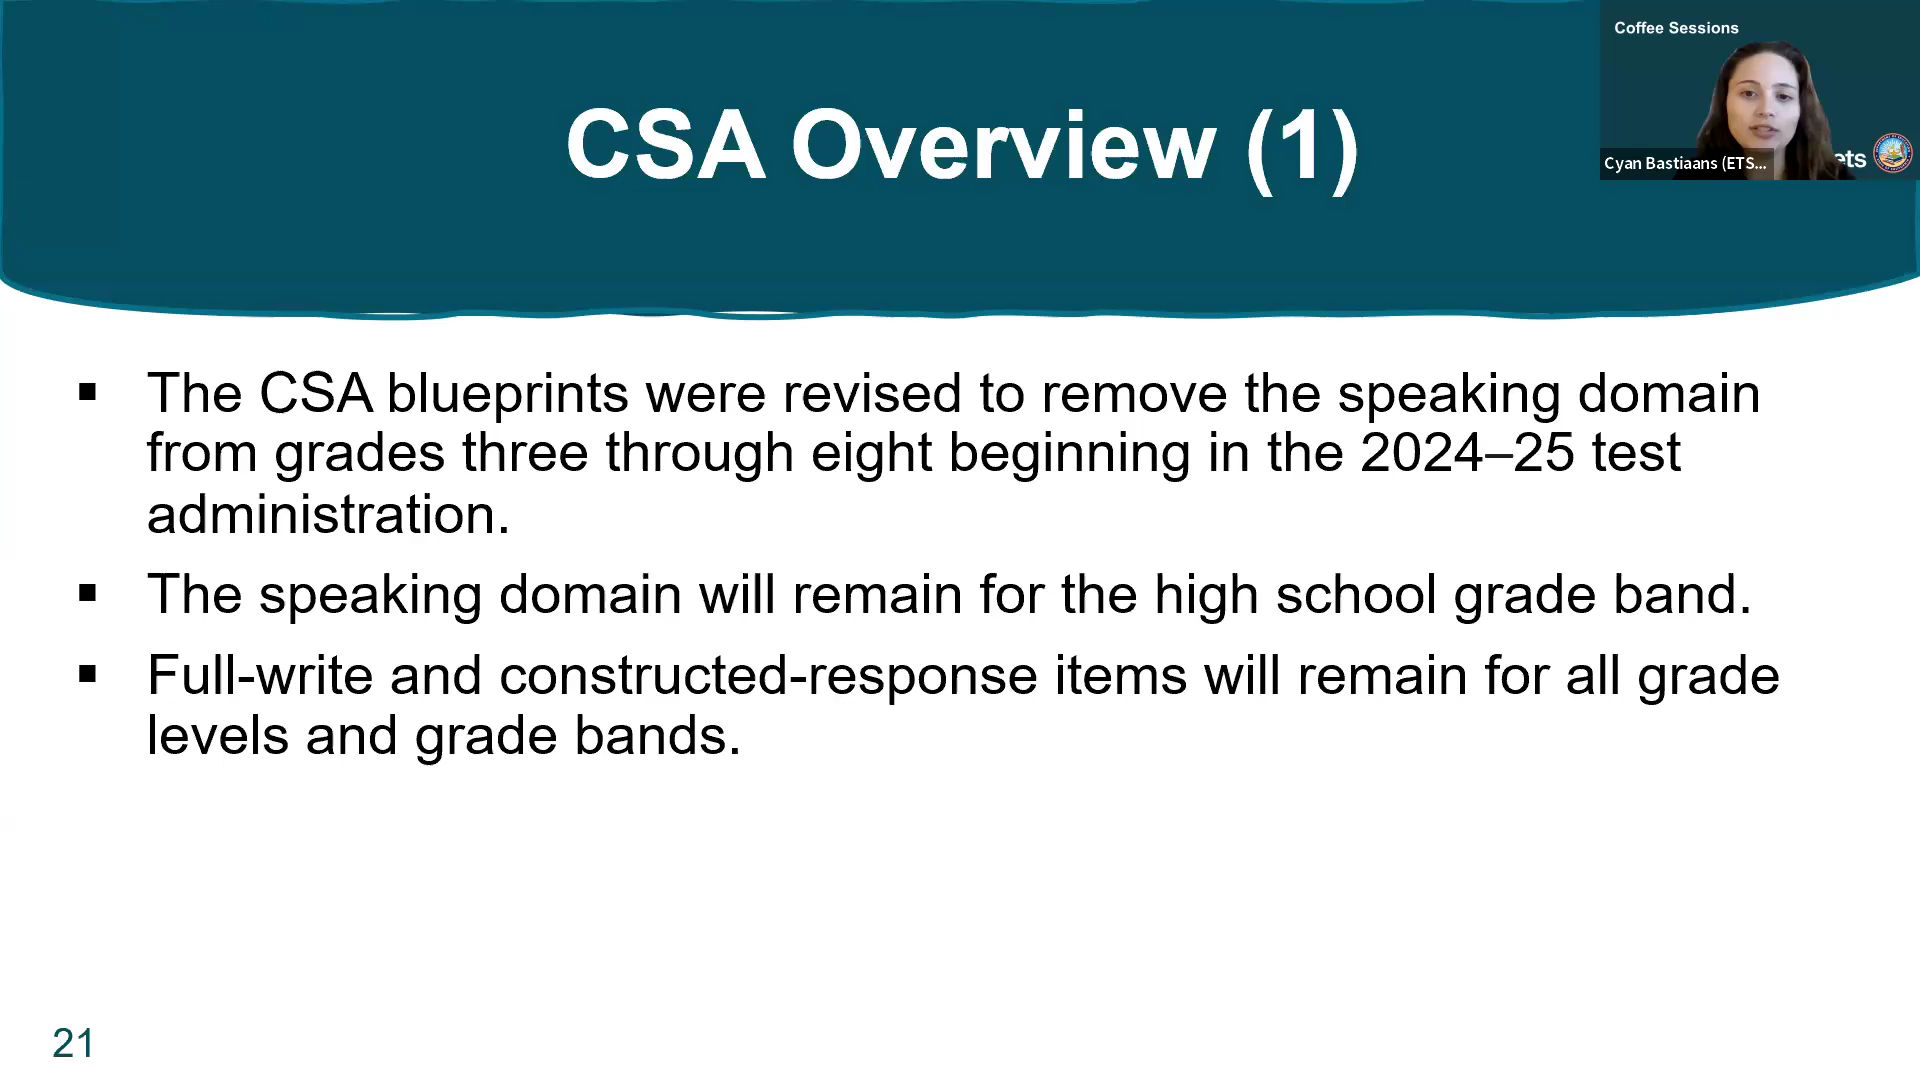 Coffee Sessions
CSA Overview (1)
ets
Cyan Bastiaans (ETS...
▪ The CSA blueprints were revised to remove the speaking domain
from grades three through eight beginning in the 2024–25 test
administration.
▪ The speaking domain will remain for the high school grade band.
▪ Full-write and constructed-response items will remain for all grade
levels and grade bands.
21